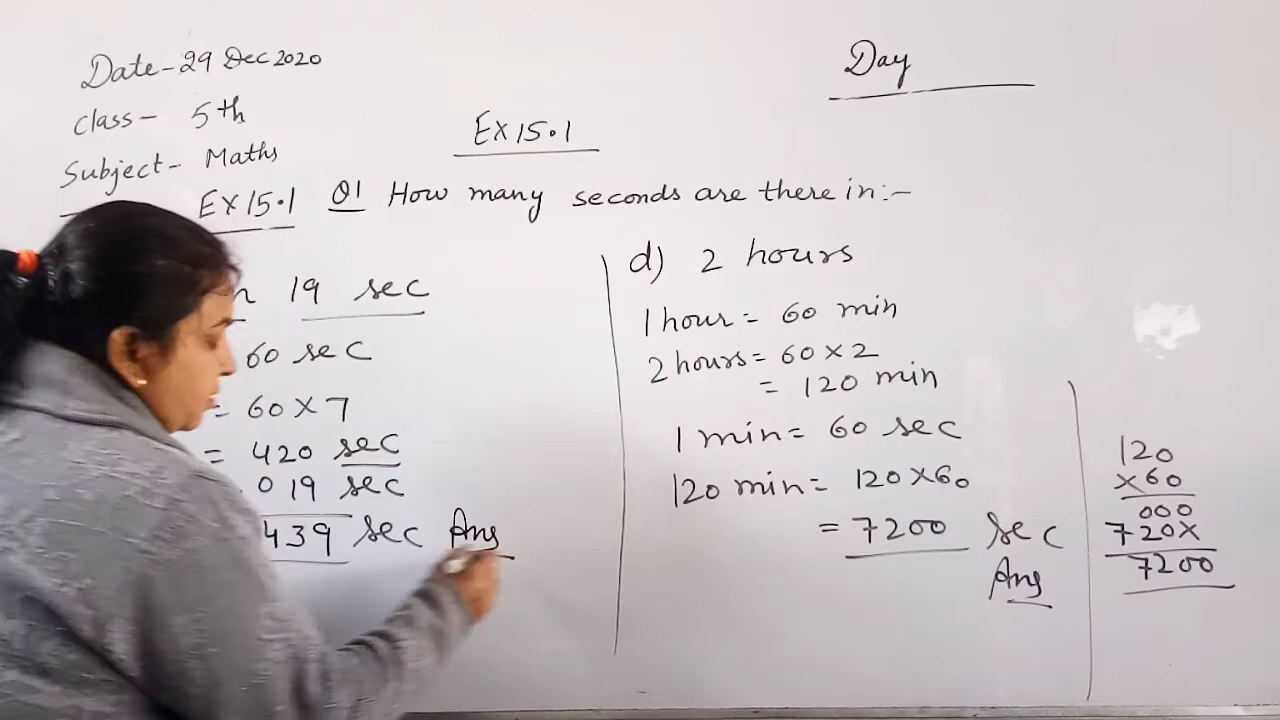 Date-29 Dec 2020
Day
Class- 5th
Ex 15.1
Subject- Maths
Ex 15.1 Q1 How many seconds are there in:-
19 sec
60 sec
= 60 x 7
= 420 sec
019 sec
439 sec Ans
d) 2 hours
1 hour = 60 min
2 hours = 60 x 2
= 120 min
1 min = 60 sec
120 min = 120 x 60
= 7200 sec
Ans
120
x 60
000
720x
7200